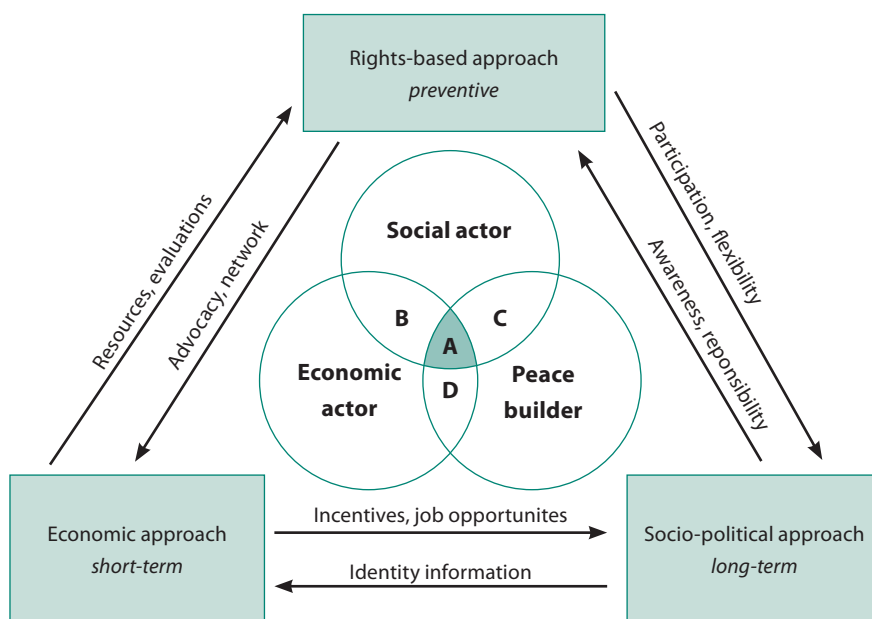 Rights-based approach
preventive
Resources, evaluations
Advocacy, network
Participation, flexibility
Awareness, reponsibility
Social actor
B
C
A
Economic
actor
D
Peace
builder
Economic approach
short-term
Incentives, job opportunites
Identity information
Socio-political approach
long-term